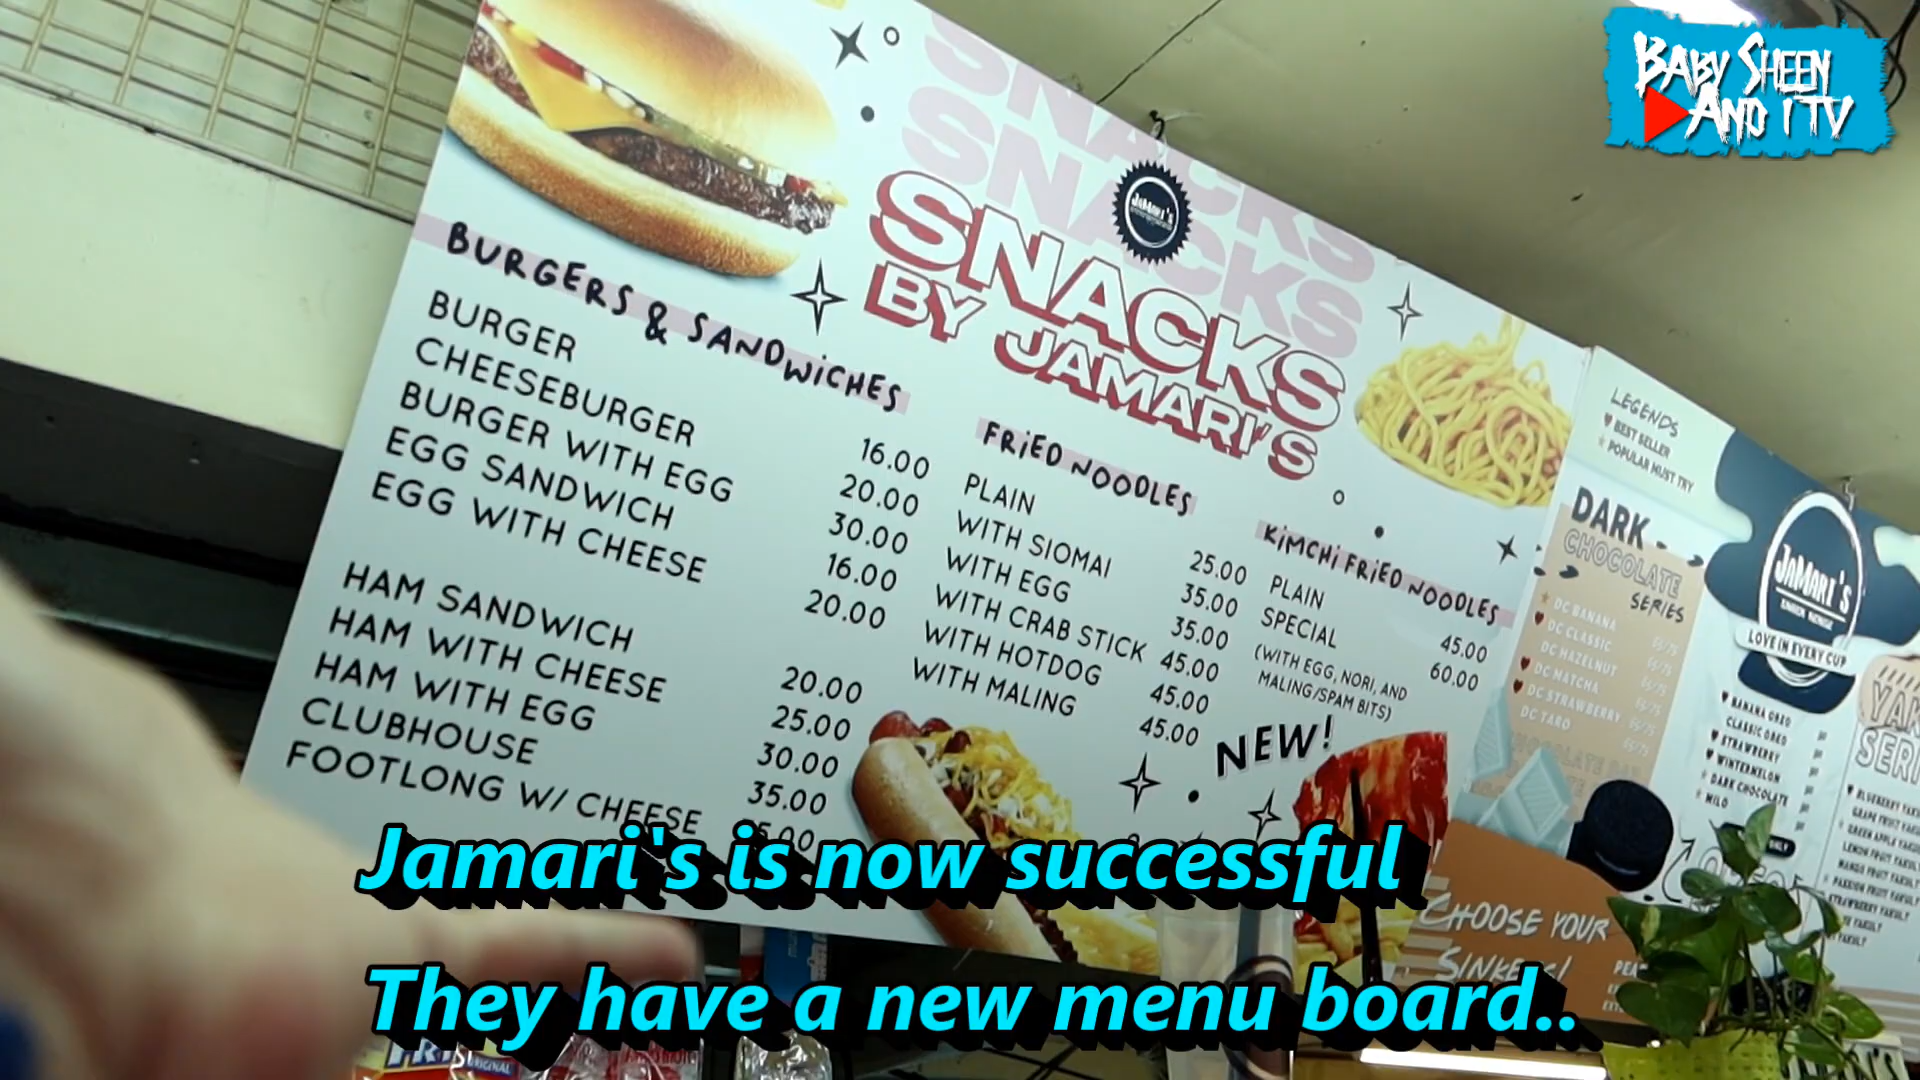 BABY SHEEN
AND I TV
SNACKS
SNACKS
SNACKS
BY JAMARI'S
JAMARI'S
BURGERS & SANDWICHES
BURGER 16.00
CHEESEBURGER 20.00
BURGER WITH EGG 30.00
EGG SANDWICH 16.00
EGG WITH CHEESE 20.00
HAM SANDWICH 20.00
HAM WITH CHEESE 25.00
HAM WITH EGG 30.00
CLUBHOUSE 35.00
FOOTLONG W/ CHEESE
FRIED NOODLES
PLAIN 25.00
WITH SIOMAI 35.00
WITH EGG 35.00
WITH CRAB STICK 45.00
WITH HOTDOG 45.00
WITH MALING 45.00
KIMCHI FRIED NOODLES
PLAIN 45.00
SPECIAL 60.00
(WITH EGG, NORI, AND
MALING/SPAM BITS)
NEW!
LEGENDS
BEST SELLER
POPULAR MUST TRY
DARK
CHOCOLATE
SERIES
DC BANANA
DC CLASSIC
DC HAZELNUT
DC MATCHA
DC STRAWBERRY
DC TARO
JAMARI'S
LOVE IN EVERY CUP
BANANA OREO
CLASSIC OREO
STRAWBERRY
WINTERMELON
DARK CHOCOLATE
MILO
CHOOSE YOUR
Jamari's is now successful
They have a new menu board..
ORIGINAL